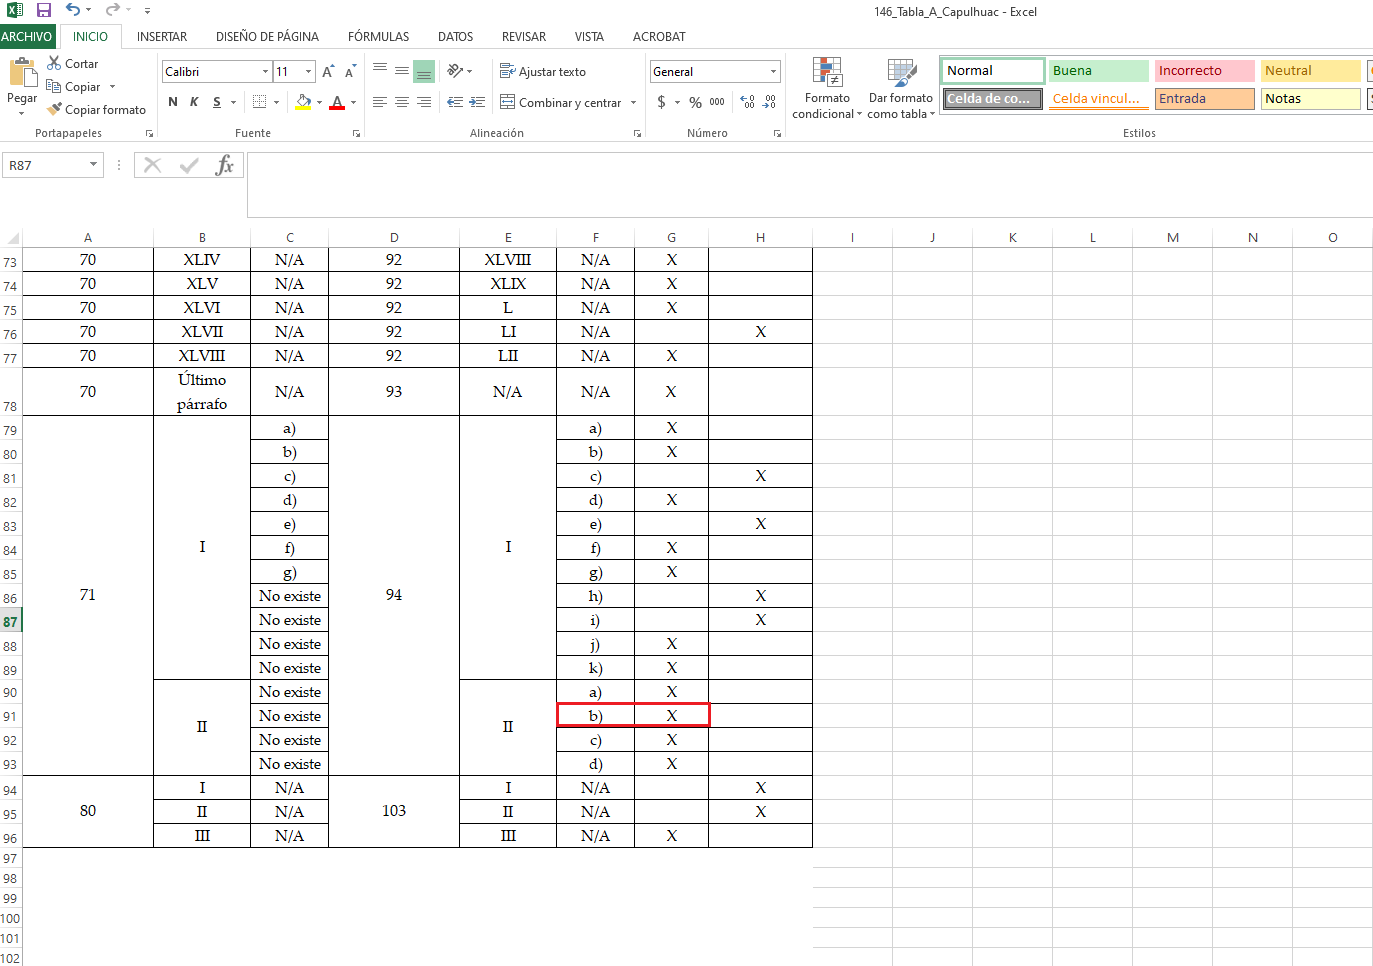 146_Tabla_A_Capulhuac - Excel
ARCHIVO INICIO INSERTAR DISEÑO DE PÁGINA FÓRMULAS DATOS REVISAR VISTA ACROBAT
Pegar
Cortar
Copiar
Copiar formato
Portapapeles
Calibri 11
N K S
Fuente
Ajustar texto
Combinar y centrar
Alineación
General
$ % 000
Número
Formato condicional
Dar formato como tabla
Normal Buena Incorrecto Neutral
Celda de co... Celda vincul... Entrada Notas
Estilos
R87 fx
A B C D E F G H I J K L M N O
73 70 XLIV N/A 92 XLVIII N/A X
74 70 XLV N/A 92 XLIX N/A X
75 70 XLVI N/A 92 L N/A X
76 70 XLVII N/A 92 LI N/A X
77 70 XLVIII N/A 92 LII N/A X
78 70 Último párrafo N/A 93 N/A N/A X
79 71 I a) 94 I a) X
80 b) b) X
81 c) c) X
82 d) d) X
83 e) e) X
84 f) f) X
85 g) g) X
86 No existe h) X
87 No existe i) X
88 No existe j) X
89 No existe k) X
90 II No existe II a) X
91 No existe b) X
92 No existe c) X
93 No existe d) X
94 80 I N/A 103 I N/A X
95 II N/A II N/A X
96 III N/A III N/A X
97
98
99
100
101
102